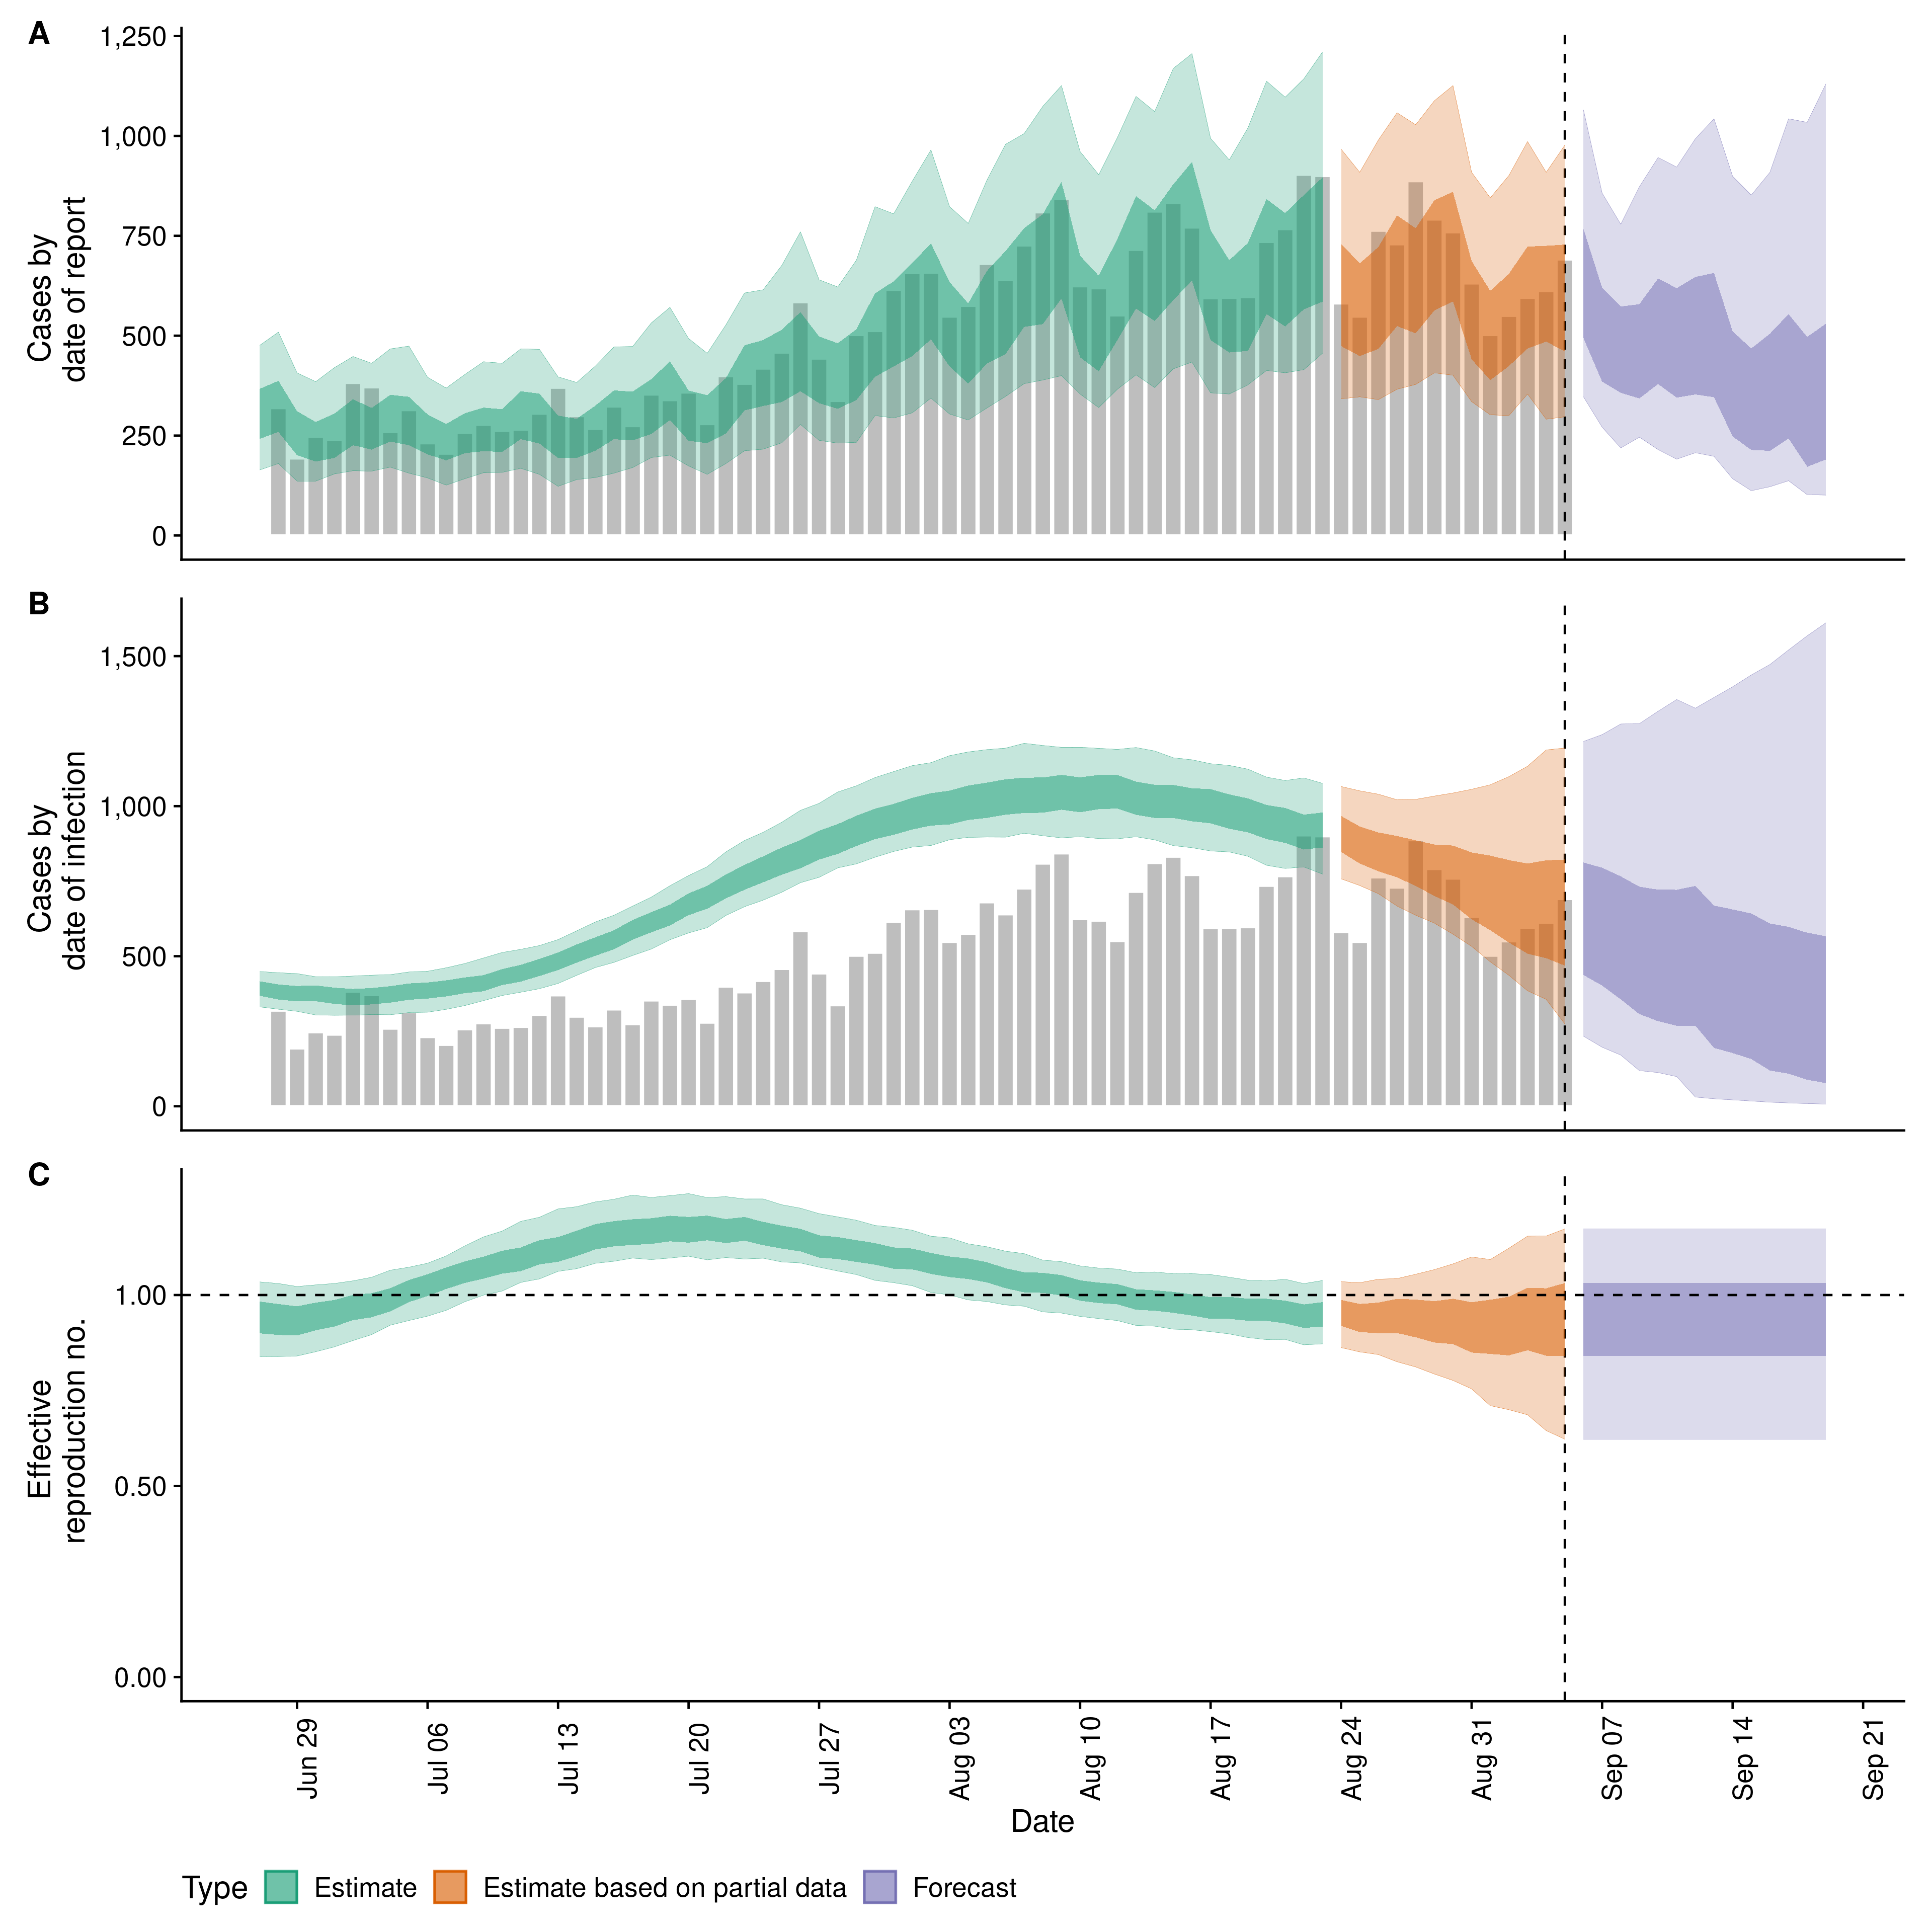 A
1,250
1,000
750
500
250
0
Cases by
date of report
B
1,500
1,000
500
0
Cases by
date of infection
C
1.00
0.50
0.00
Effective
reproduction no.
Jun 29
Jul 06
Jul 13
Jul 20
Jul 27
Aug 03
Aug 10
Aug 17
Aug 24
Aug 31
Sep 07
Sep 14
Sep 21
Date
Type Estimate Estimate based on partial data Forecast